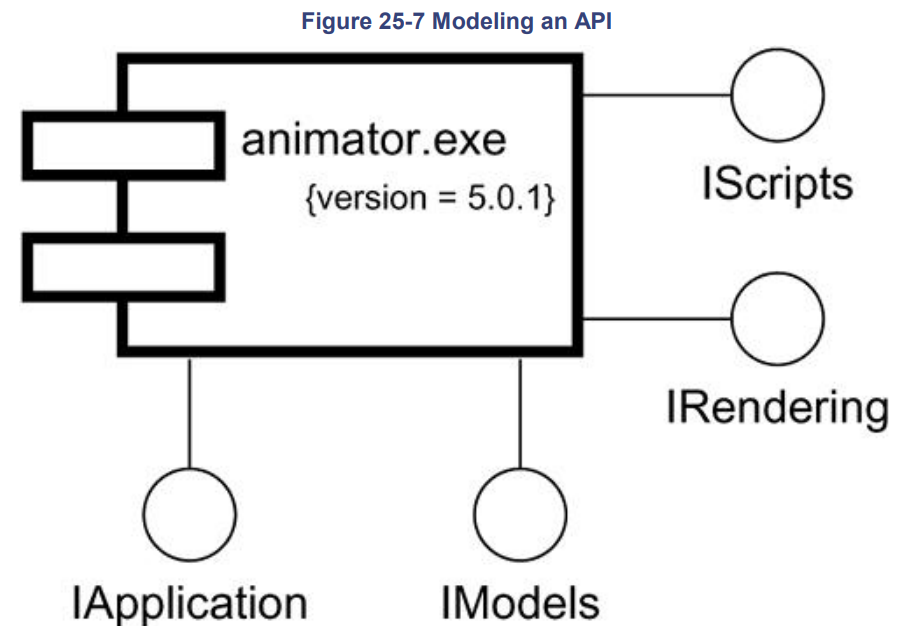 Figure 25-7 Modeling an API
animator.exe
{version = 5.0.1}
IScripts
IRendering
IApplication
IModels